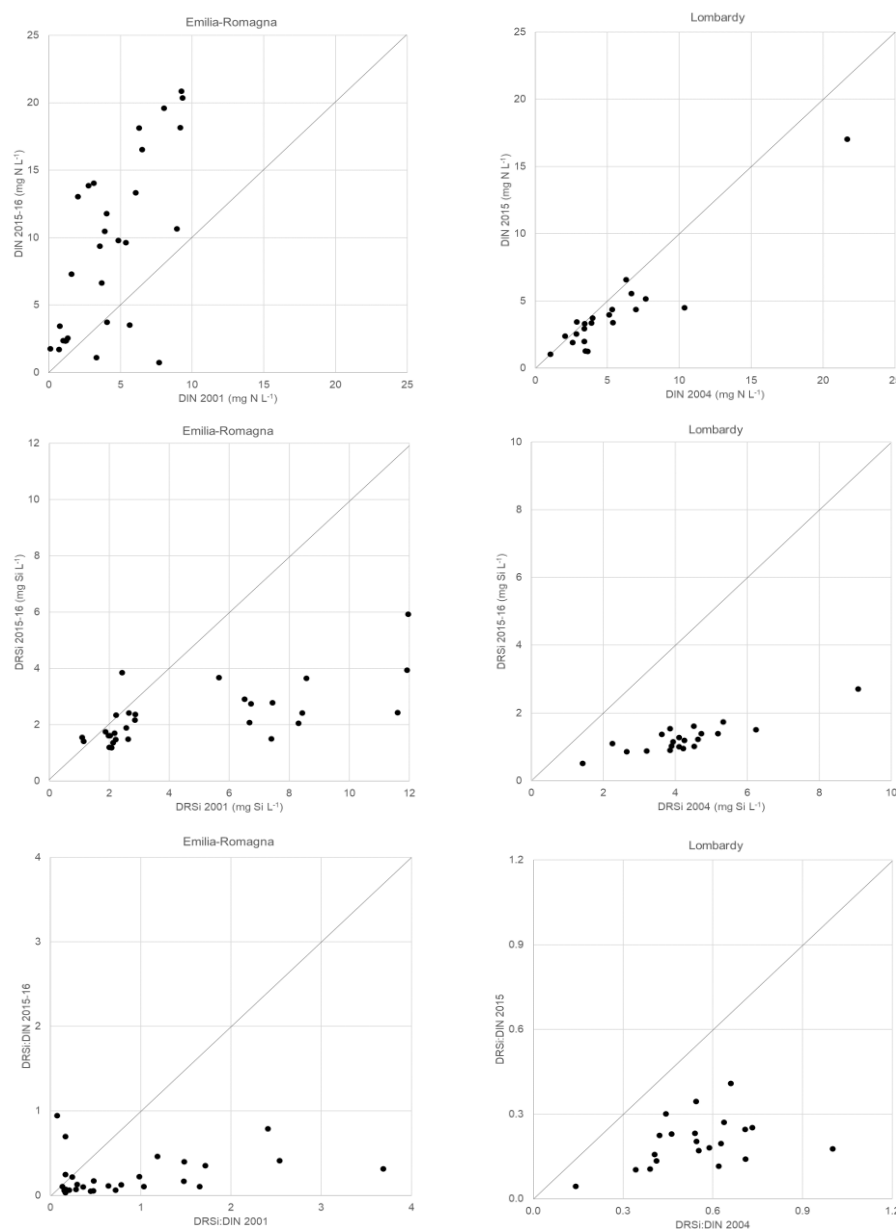 Emilia-Romagna
25
20
15
10
5
0
DIN 2015-16 (mg N L-1)
0 5 10 15 20 25
DIN 2001 (mg N L-1)
Lombardy
25
20
15
10
5
0
DIN 2015 (mg N L-1)
0 5 10 15 20 25
DIN 2004 (mg N L-1)
Emilia-Romagna
12
10
8
6
4
2
0
DRSi 2015-16 (mg Si L-1)
0 2 4 6 8 10 12
DRSi 2001 (mg Si L-1)
Lombardy
10
8
6
4
2
0
DRSi 2015-16 (mg Si L-1)
0 2 4 6 8 10
DRSi 2004 (mg Si L-1)
Emilia-Romagna
4
3
2
1
0
DRSi:DIN 2015-16
0 1 2 3 4
DRSi:DIN 2001
Lombardy
1.2
0.9
0.6
0.3
0.0
DRSi:DIN 2015
0.0 0.3 0.6 0.9 1.2
DRSi:DIN 2004